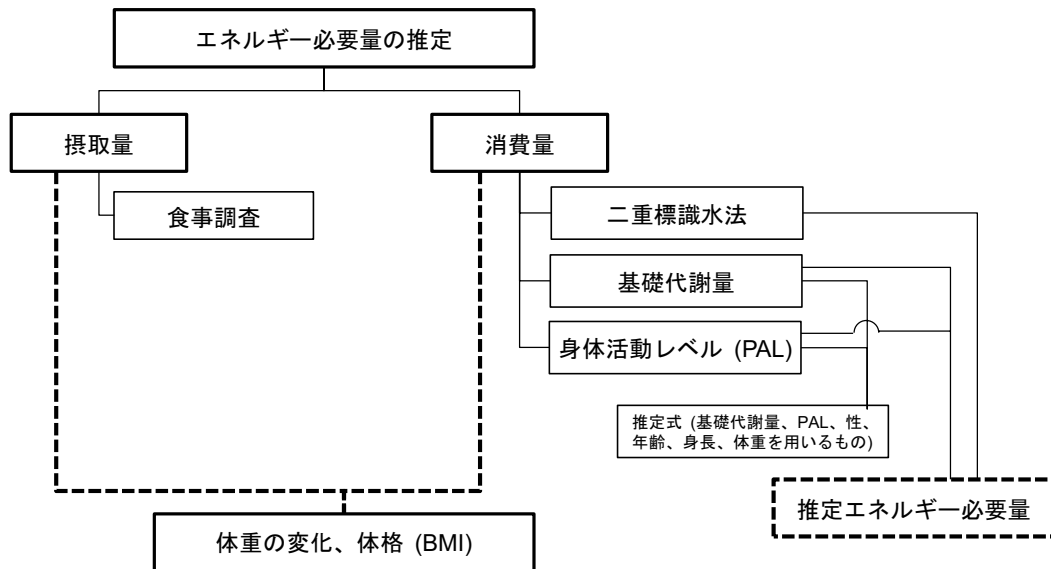 エネルギー必要量の推定
摂取量
消費量
食事調査
二重標識水法
基礎代謝量
身体活動レベル (PAL)
推定式 (基礎代謝量、PAL、性、
年齢、身長、体重を用いるもの)
推定エネルギー必要量
体重の変化、体格 (BMI)